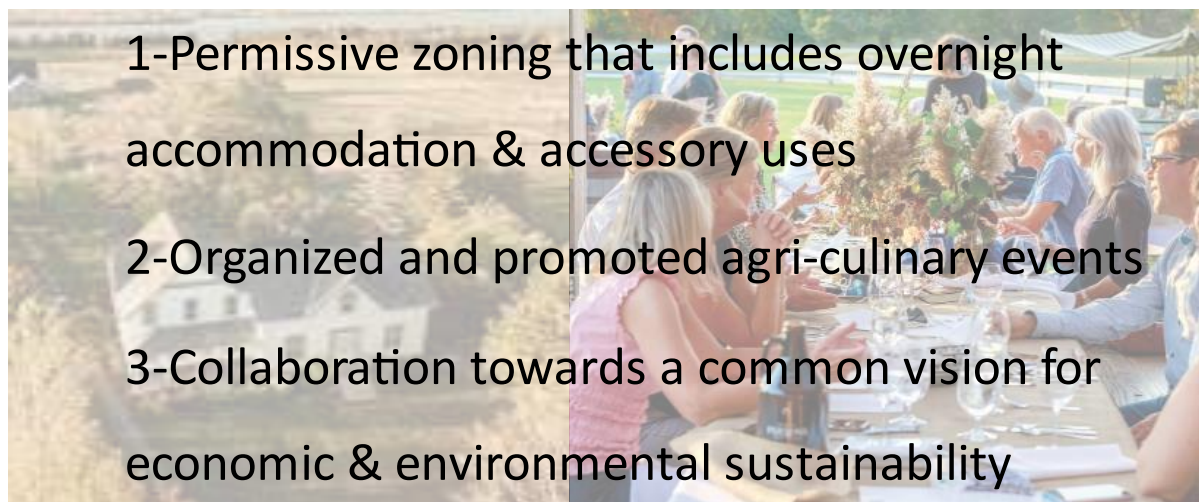 1-Permissive zoning that includes overnight
accommodation & accessory uses
2-Organized and promoted agri-culinary events
3-Collaboration towards a common vision for
economic & environmental sustainability